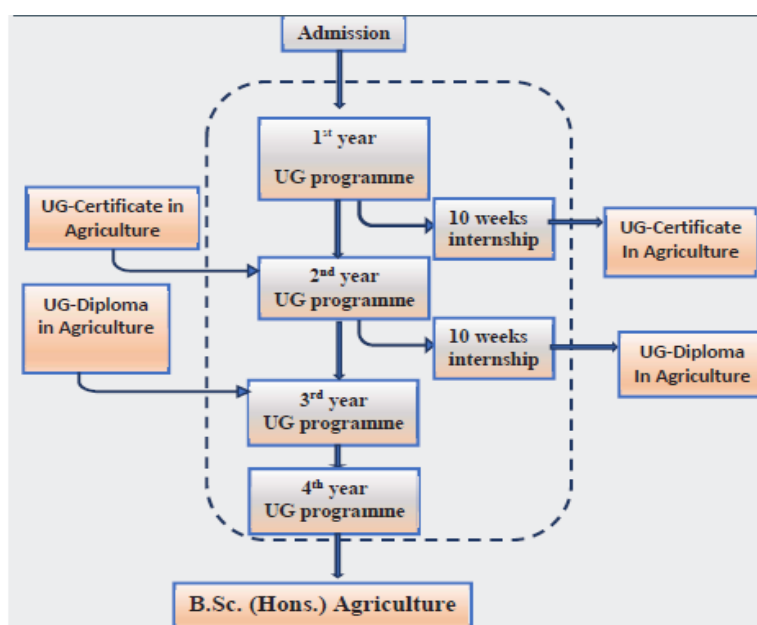 Admission
1st year
UG programme
UG-Certificate in
Agriculture
10 weeks
internship
UG-Certificate
In Agriculture
2nd year
UG programme
UG-Diploma
in Agriculture
10 weeks
internship
UG-Diploma
In Agriculture
3rd year
UG programme
4th year
UG programme
B.Sc. (Hons.) Agriculture